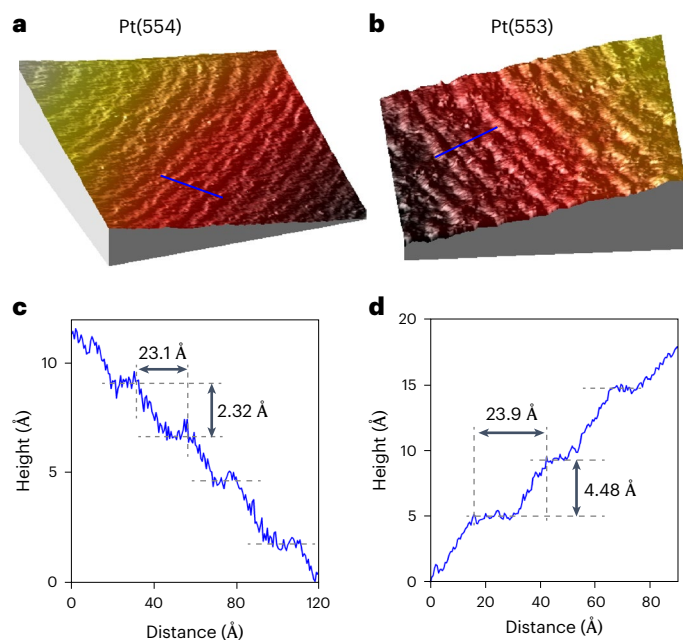 a Pt(554)
b Pt(553)
c
23.1 Å
2.32 Å
10
5
0
Height (Å)
0 40 80 120
Distance (Å)
d
20
15
10
5
0
23.9 Å
4.48 Å
Height (Å)
0 20 40 60 80
Distance (Å)